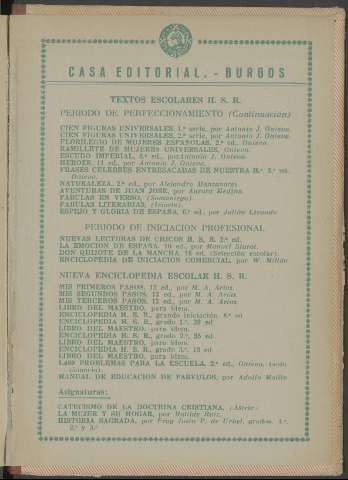 CASA EDITORIAL. - BURGOS
TEXTOS ESCOLARES H. S. R.
PERIODO DE PERFECCIONAMIENTO (Continuación)
CIEN FIGURAS UNIVERSALES. 1.ª serie, por Antonio J. Onieva.
CIEN FIGURAS UNIVERSALES. 2.ª serie, por Antonio J. Onieva.
FLORILEGIO DE MUJERES ESPAÑOLAS. 2.ª ed., Onieva.
RAMILLETE DE MUJERES UNIVERSALES. Onieva.
ESCUDO IMPERIAL. 5.ª ed., por Antonio J. Onieva.
HEROES. 11 ed., por Antonio J. Onieva.
FRASES CELEBRES ENTRESACADAS DE NUESTRA H.ª 3.ª ed. Onieva.
NATURALEZA. 2.ª ed., por Alejandro Manzanares.
AVENTURAS DE JUAN JOSE, por Aurora Medina.
FABULAS EN VERSO, (Samaniego)
FABULAS LITERARIAS, (Iriarte).
ESPEJO Y GLORIA DE ESPAÑA. 6.ª ed., por Julián Lizondo
PERIODO DE INICIACION PROFESIONAL
NUEVAS LECTURAS DE CHICOS H. S. R. 2.ª ed.
LA EMOCION DE ESPAÑA. 16 ed., por Manuel Siurot.
DON QUIJOTE DE LA MANCHA. 16 ed. (Selección escolar)
ENCICLOPEDIA DE INICIACION COMERCIAL, por W. Millán
NUEVA ENCICLOPEDIA ESCOLAR H. S. R.
MIS PRIMEROS PASOS. 13 ed., por M. A. Arias.
MIS SEGUNDOS PASOS. 13 ed., por M. A. Arias
MIS TERCEROS PASOS. 13 ed., por M. A. Arias
LIBRO DEL MAESTRO, para idem.
ENCICLOPEDIA H. S. R., grado iniciación. 6.ª ed
ENCICLOPEDIA H. S. R., grado 1.º 39 ed
LIBRO DEL MAESTRO, para idem.
ENCICLOPEDIA H. S. R., grado 2.º 35 ed
LIBRO DEL MAESTRO, para idem.
ENCICLOPEDIA H. S. R., grado 3.º 18 ed
LIBRO DEL MAESTRO, para idem.
PROBLEMAS PARA LA ESCUELA. 2.ª ed.,
MANUAL DE EDUCACION DE PARVULOS, por Adolfo Maíllo
Asignaturas:
CATECISMO DE LA DOCTRINA CRISTIANA. (Astete)
LA MUJER Y SU HOGAR, por Matilde Ruiz.
HISTORIA SAGRADA, por Fray Justo P. de Urbel, grados. 1.º
2.º y 3.º